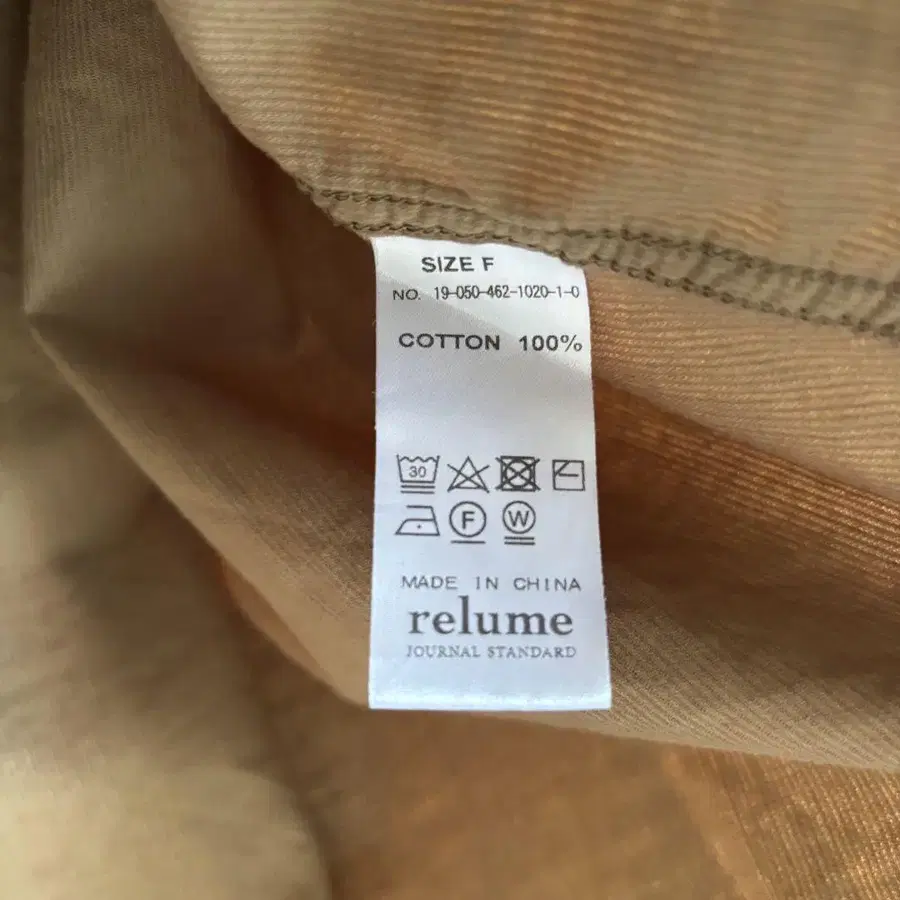 SIZE F
NO. 19-050-462-1020-1-0
COTTON 100%
30
F W
MADE IN CHINA
relume
JOURNAL STANDARD